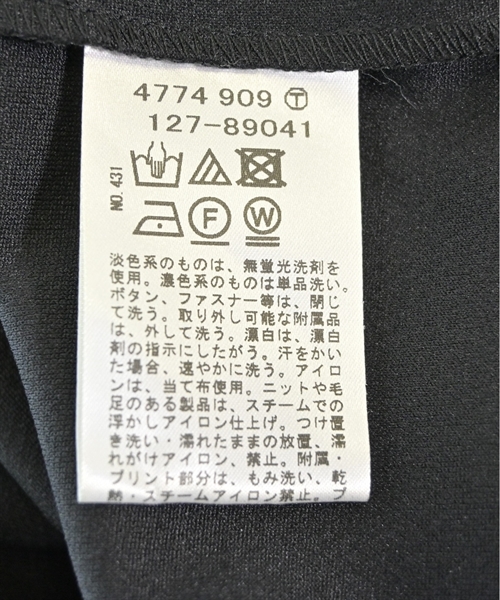 4774 909 Ⓣ
127-89041
NO. 431
F W
淡色系のものは、無蛍光洗剤を
使用。濃色系のものは単品洗い。
ボタン、ファスナー等は、閉じ
て洗う。取り外し可能な附属品
は、外して洗う。漂白は、漂白
剤の指示にしたがう。汗をかい
た場合、速やかに洗う。アイロ
ンは、当て布使用。ニットや毛
足のある製品は、スチームでの
浮かしアイロン仕上げ。つけ置
き洗い・濡れたままの放置、濡
れがけアイロン、禁止。附属・
プリント部分は、もみ洗い、乾
熱・スチームアイロン禁止。プ